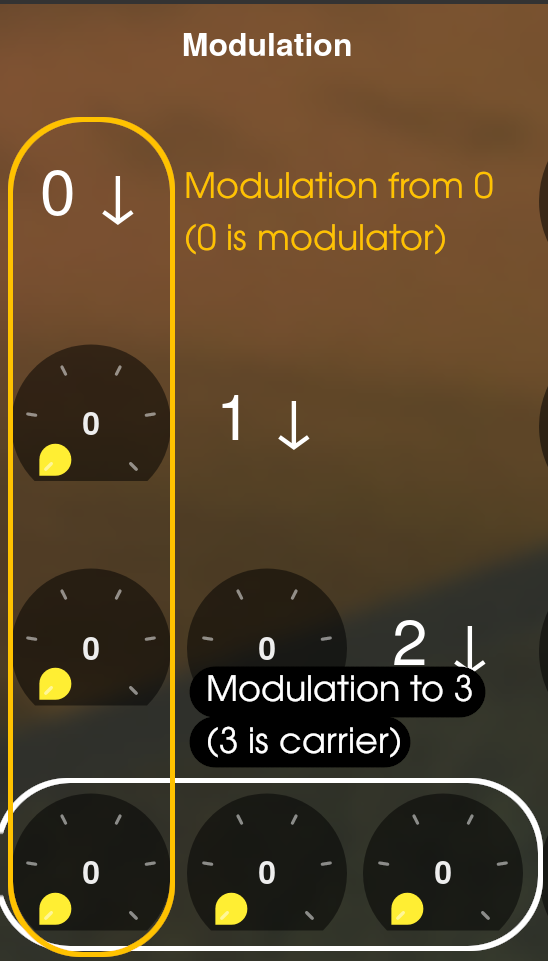 Modulation
0 ↓
Modulation from 0
(0 is modulator)
0
1 ↓
0
0
2 ↓
Modulation to 3
(3 is carrier)
0
0
0